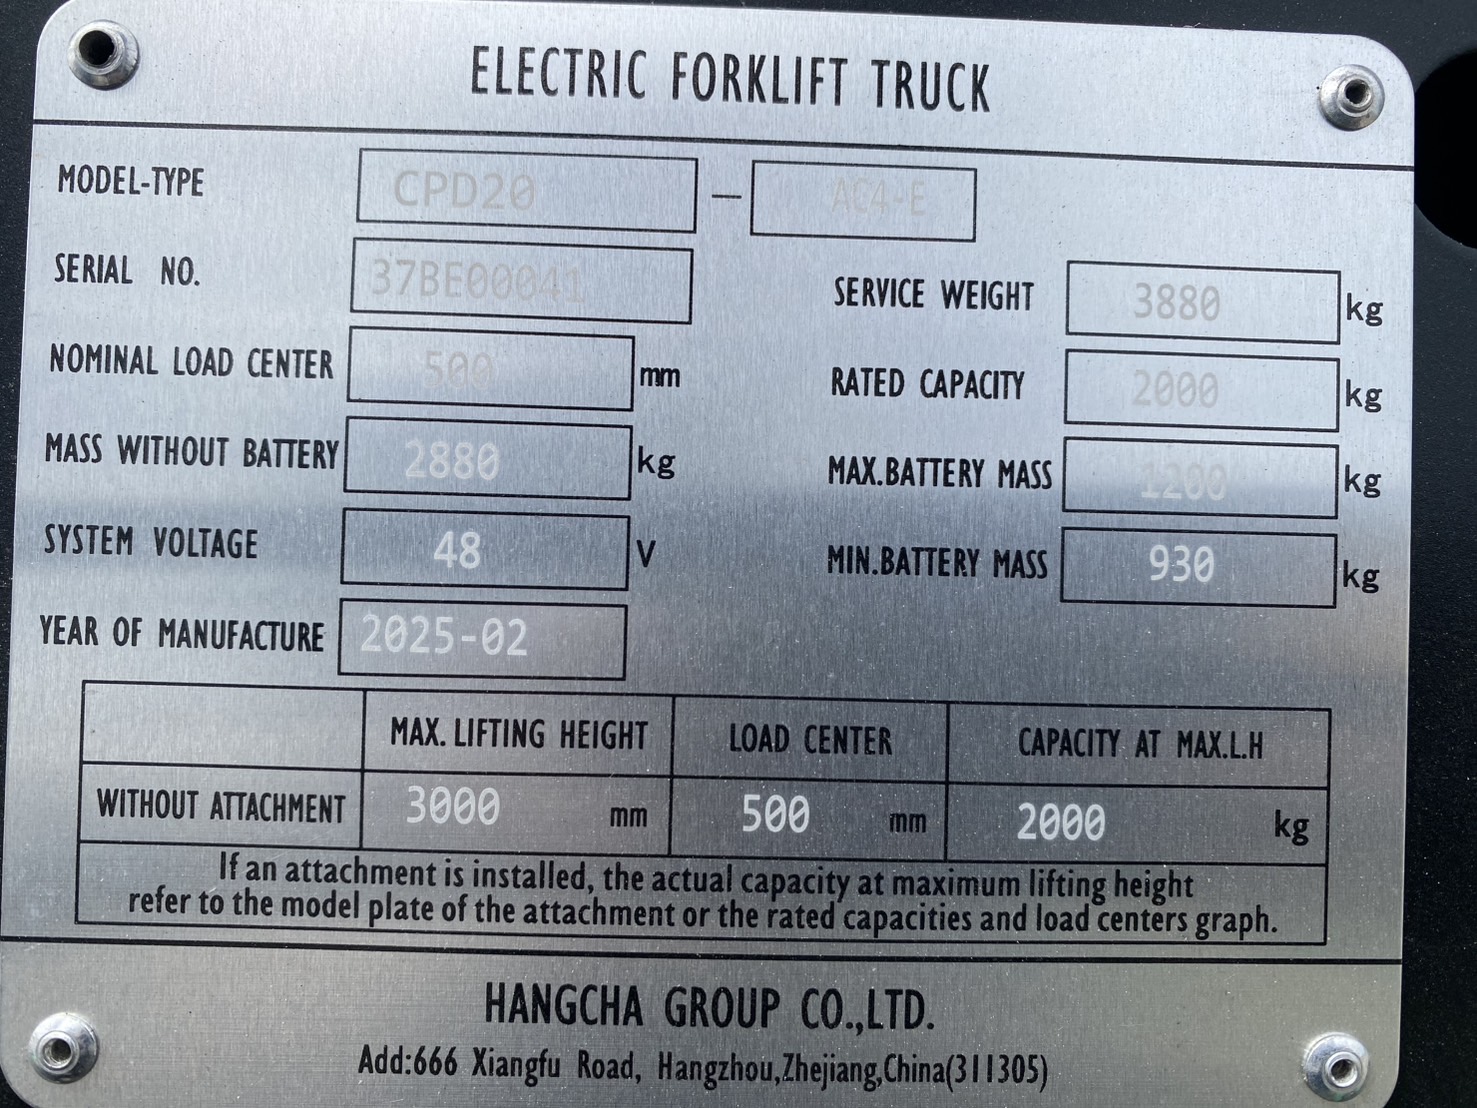 ELECTRIC FORKLIFT TRUCK
MODEL-TYPE CPD20 — AC4-E
SERIAL NO. 37BE00041
SERVICE WEIGHT 3880 kg
NOMINAL LOAD CENTER 500 mm
RATED CAPACITY 2000 kg
MASS WITHOUT BATTERY 2880 kg
MAX.BATTERY MASS 1200 kg
SYSTEM VOLTAGE 48 V
MIN.BATTERY MASS 930 kg
YEAR OF MANUFACTURE 2025-02
MAX. LIFTING HEIGHT LOAD CENTER CAPACITY AT MAX.L.H
WITHOUT ATTACHMENT 3000 mm 500 mm 2000 kg
If an attachment is installed, the actual capacity at maximum lifting height
refer to the model plate of the attachment or the rated capacities and load centers graph.
HANGCHA GROUP CO.,LTD.
Add:666 Xiangfu Road, Hangzhou,Zhejiang,China(311305)